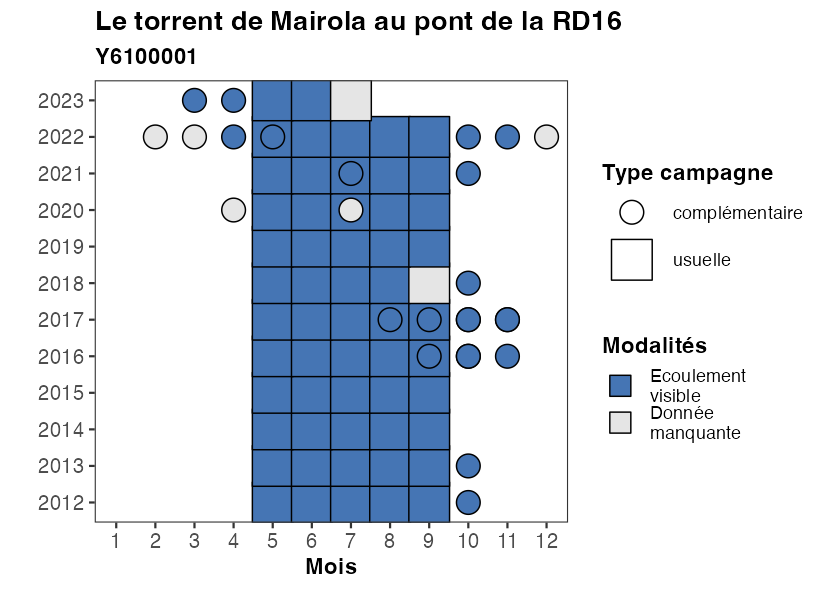 Le torrent de Mairola au pont de la RD16
Y6100001
2023
2022
2021
2020
2019
2018
2017
2016
2015
2014
2013
2012
1 2 3 4 5 6 7 8 9 10 11 12
Mois
Type campagne
complémentaire
usuelle
Modalités
Ecoulement
visible
Donnée
manquante